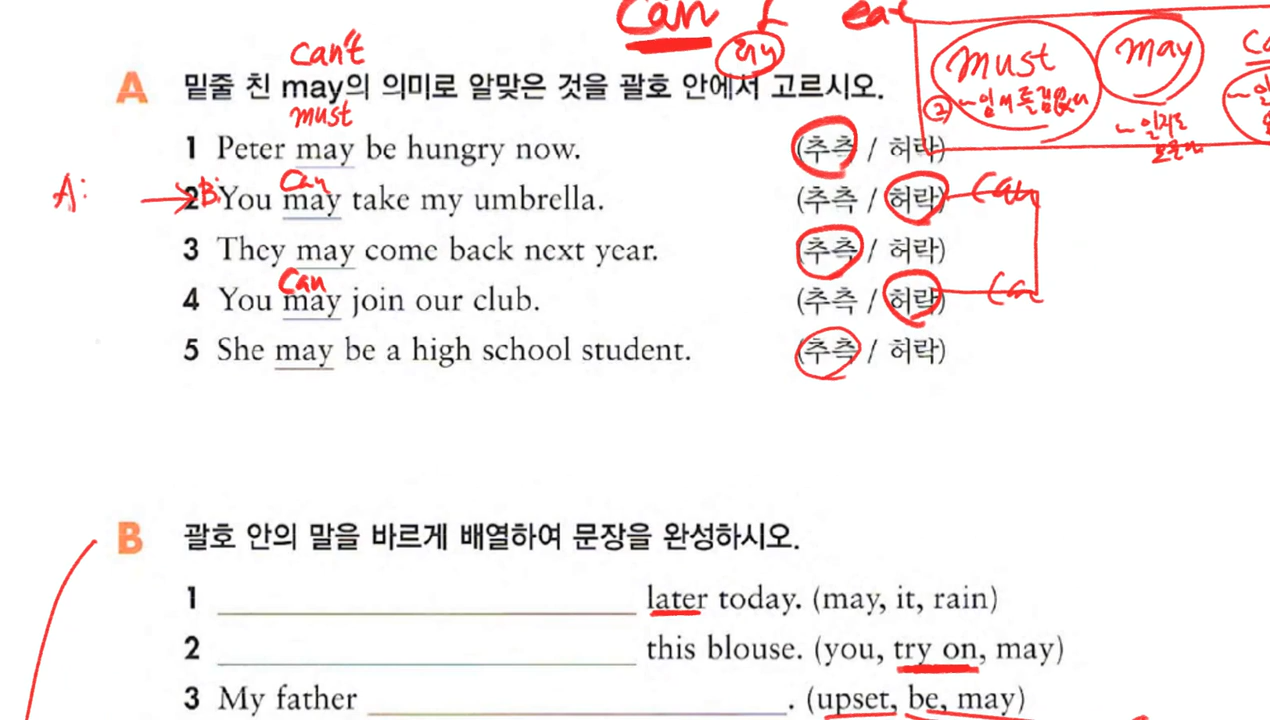 can eat
must may
can't
A 밑줄 친 may의 의미로 알맞은 것을 괄호 안에서 고르시오.
must
1 Peter may be hungry now. (추측 / 허락)
can
A: → B: 2 You may take my umbrella. (추측 / 허락) can
3 They may come back next year. (추측 / 허락)
can
4 You may join our club. (추측 / 허락)
5 She may be a high school student. (추측 / 허락)
B 괄호 안의 말을 바르게 배열하여 문장을 완성하시오.
1 ______ later today. (may, it, rain)
2 ______ this blouse. (you, try on, may)
3 My father ______. (upset, be, may)